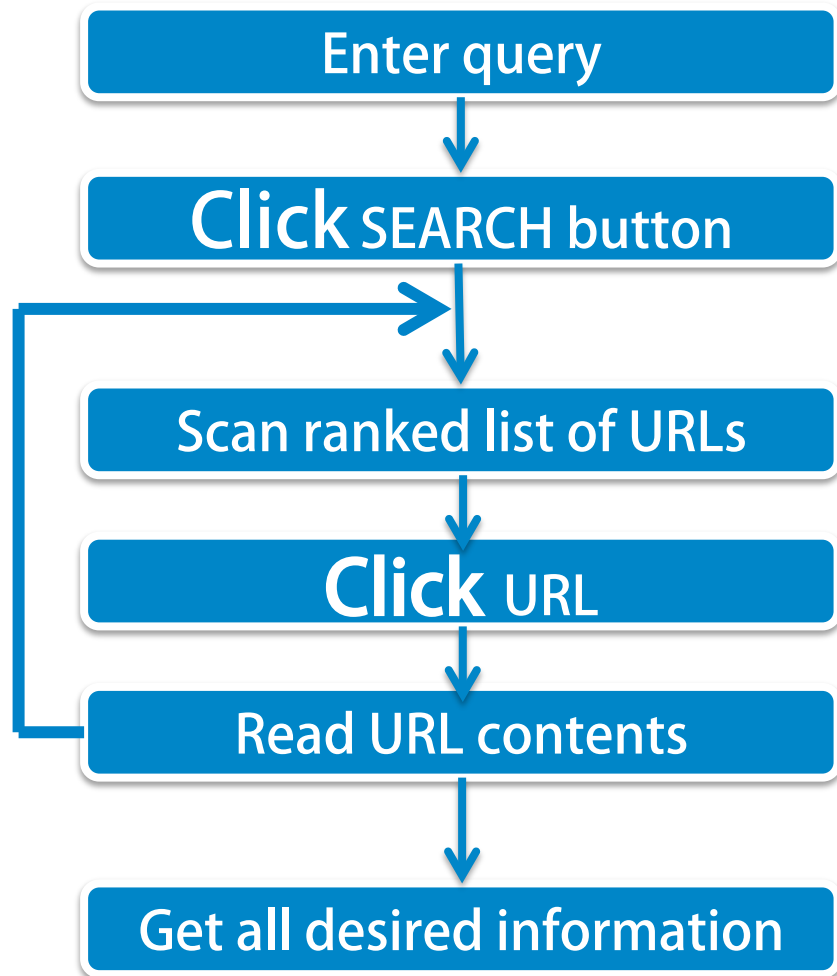 Enter query
Click SEARCH button
Scan ranked list of URLs
Click URL
Read URL contents
Get all desired information